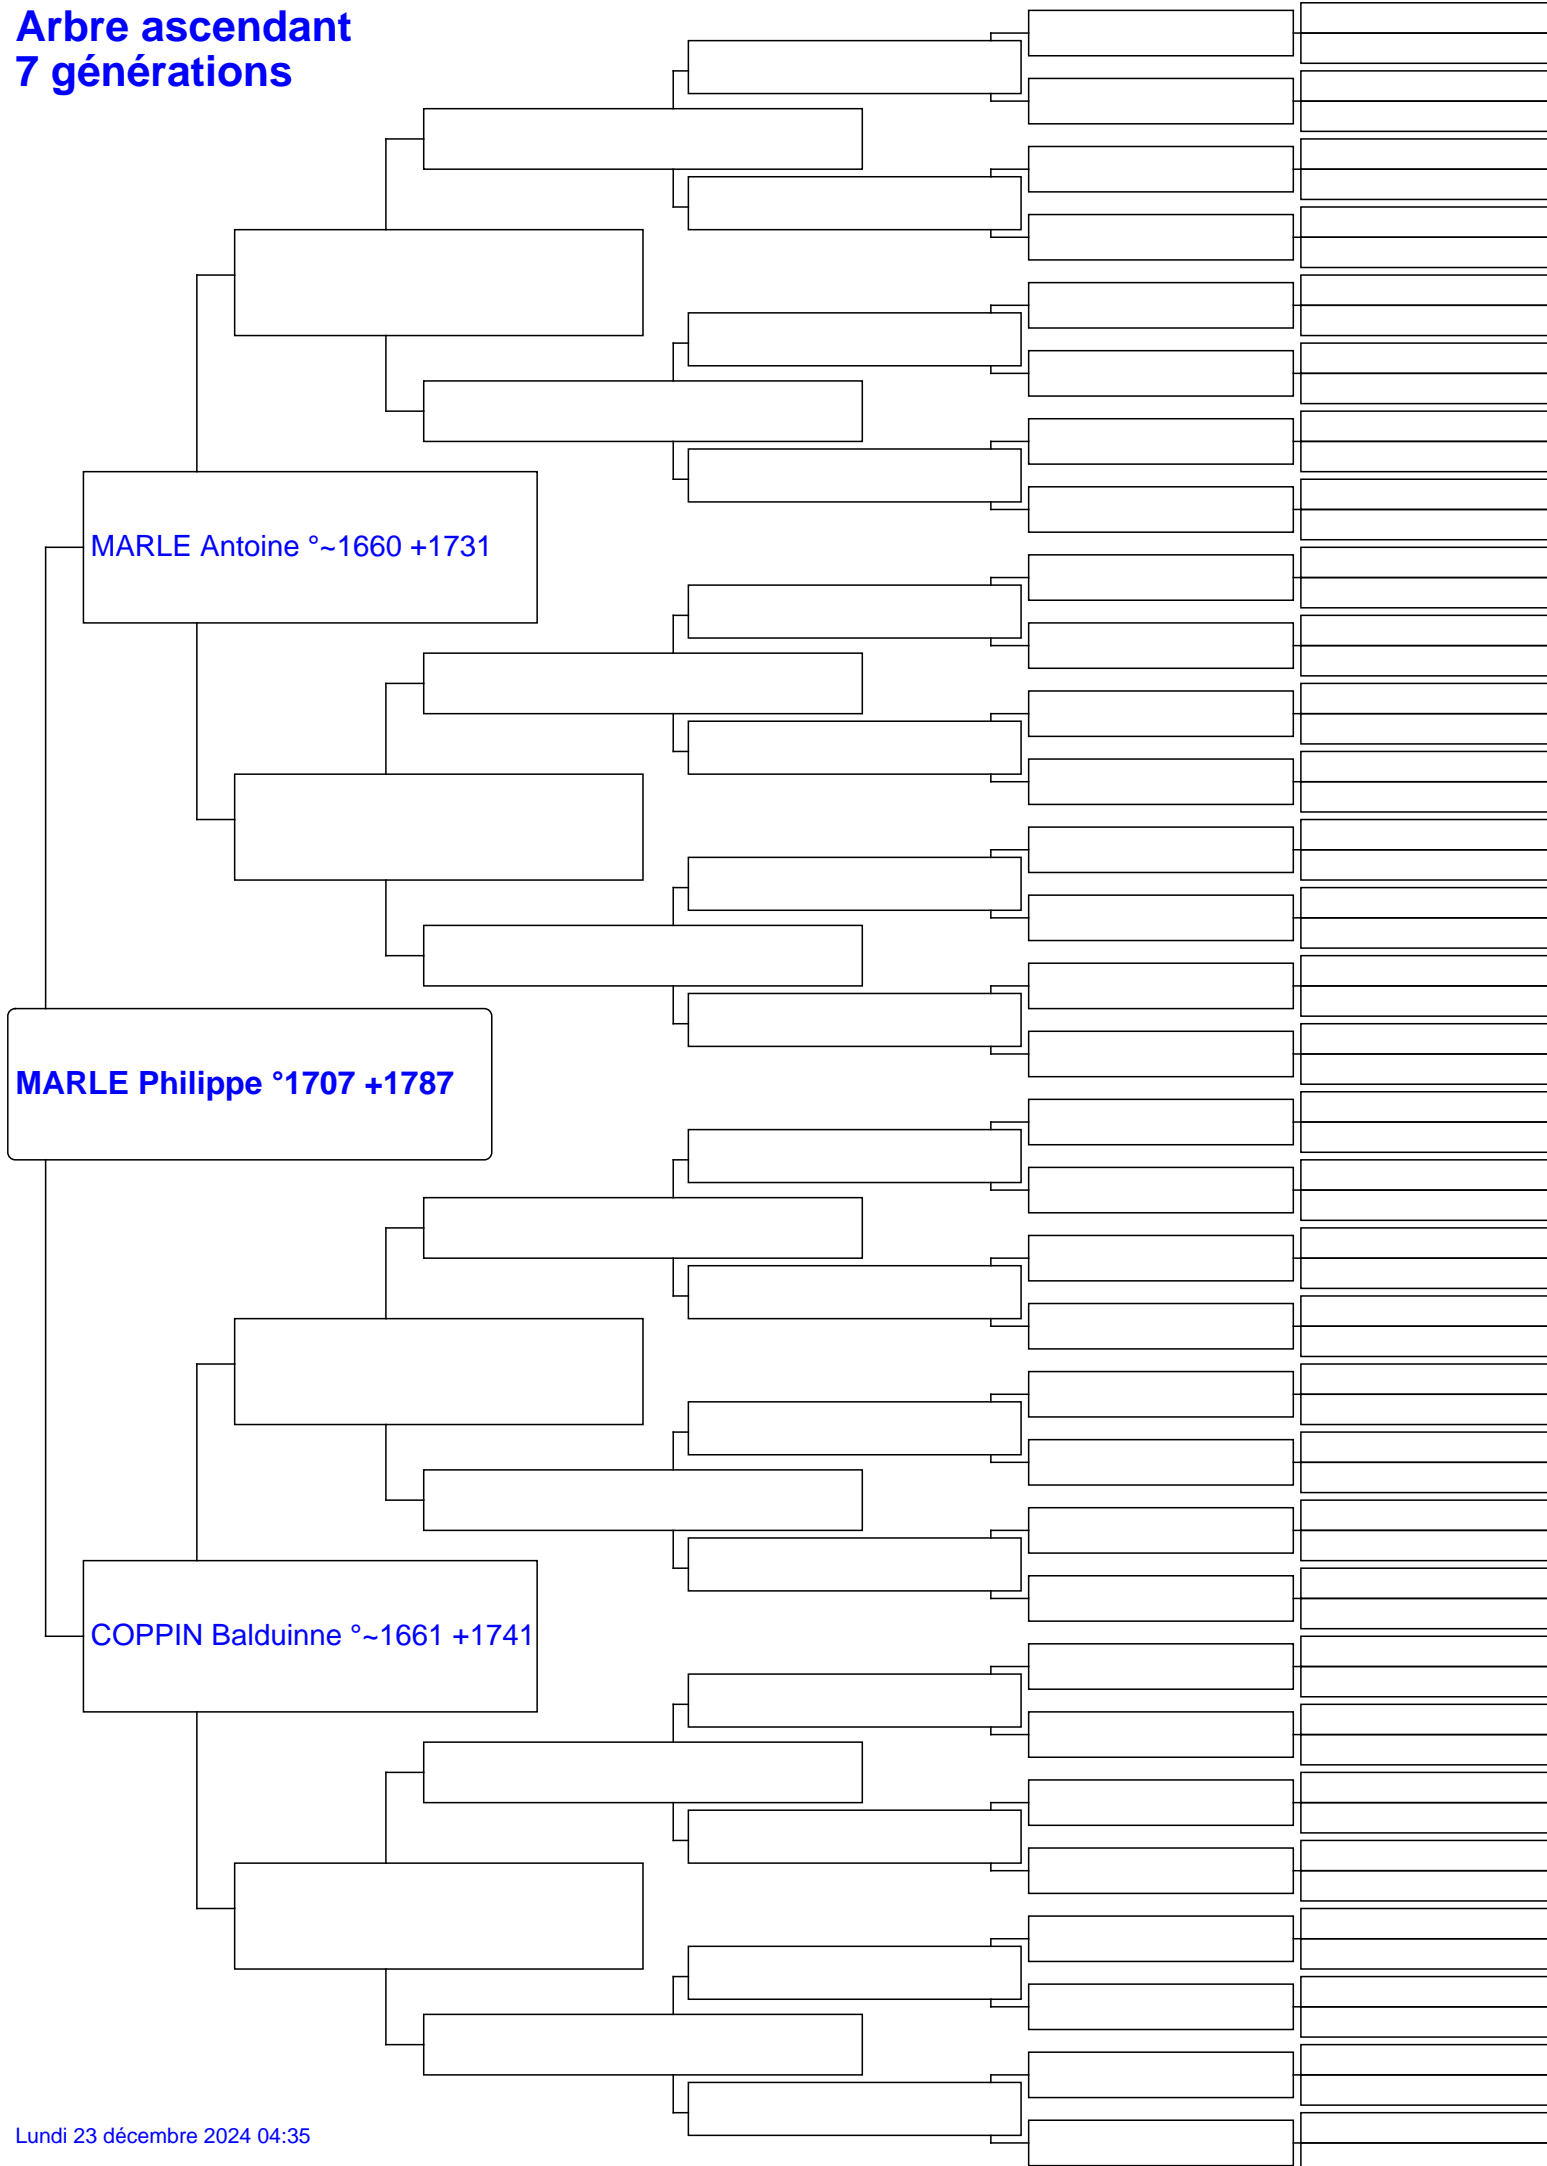 Arbre ascendant
7 générations
MARLE Antoine °~1660 +1731
MARLE Philippe °1707 +1787
COPPIN Balduinne °~1661 +1741
Lundi 23 décembre 2024 04:35